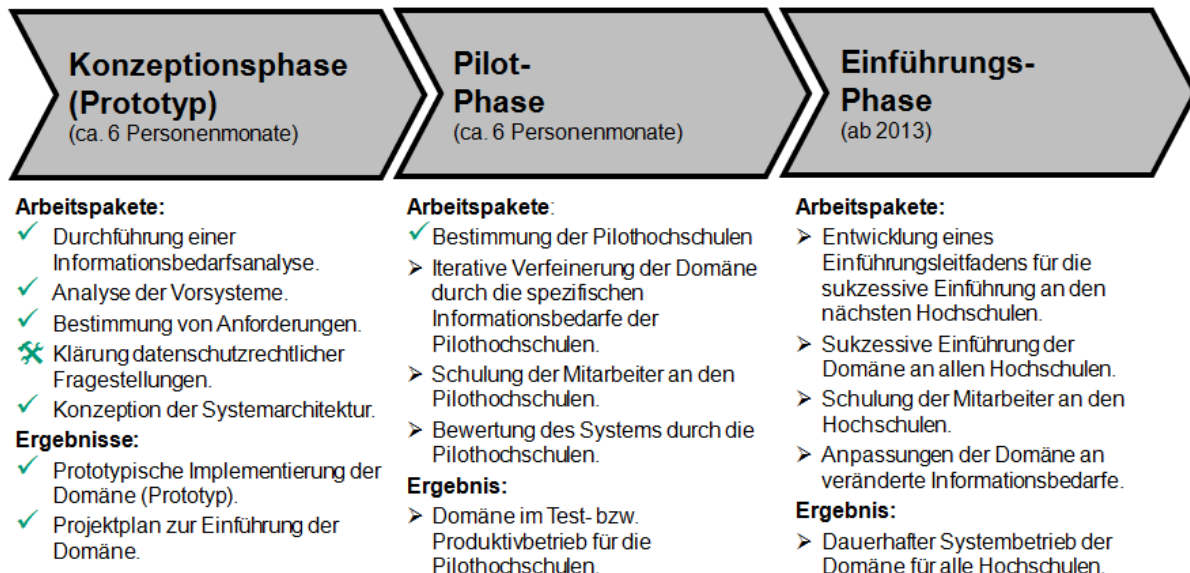 Konzeptionsphase
(Prototyp)
(ca. 6 Personenmonate)
Arbeitspakete:
Durchführung einer
Informationsbedarfsanalyse.
Analyse der Vorsysteme.
Bestimmung von Anforderungen.
Klärung datenschutzrechtlicher
Fragestellungen.
Konzeption der Systemarchitektur.
Ergebnisse:
Prototypische Implementierung der
Domäne (Prototyp).
Projektplan zur Einführung der
Domäne.
Pilot-
Phase
(ca. 6 Personenmonate)
Arbeitspakete:
Bestimmung der Pilothochschulen
Iterative Verfeinerung der Domäne
durch die spezifischen
Informationsbedarfe der
Pilothochschulen.
Schulung der Mitarbeiter an den
Pilothochschulen.
Bewertung des Systems durch die
Pilothochschulen.
Ergebnis:
Domäne im Test- bzw.
Produktivbetrieb für die
Pilothochschulen.
Einführungs-
Phase
(ab 2013)
Arbeitspakete:
Entwicklung eines
Einführungsleitfadens für die
sukzessive Einführung an den
nächsten Hochschulen.
Sukzessive Einführung der
Domäne an allen Hochschulen.
Schulung der Mitarbeiter an den
Hochschulen.
Anpassungen der Domäne an
veränderte Informationsbedarfe.
Ergebnis:
Dauerhafter Systembetrieb der
Domäne für alle Hochschulen.